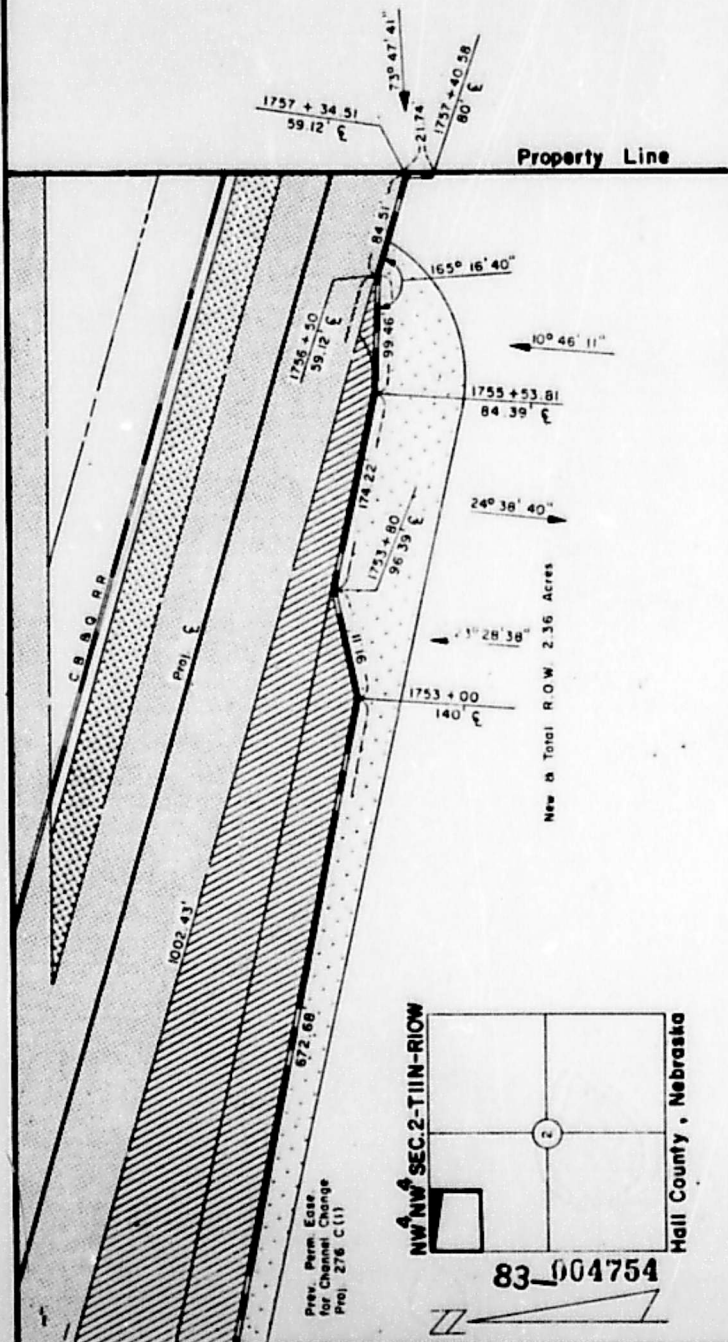 73° 47' 41"
1757 + 34.51
59.12' ℄
21.74'
1757 + 40.58
80' ℄
Property Line
84.51'
165° 16' 40"
1756 + 50
59.12' ℄
99.46'
10° 46' 11"
1755 + 53.81
84.39' ℄
174.22'
24° 38' 40"
1753 + 80
96.39' ℄
C B & Q RR
Proj. ℄
91.11
23° 28' 38"
1753 + 00
140' ℄
New & Total R.O.W. 2.36 Acres
1002.43'
672.68'
Prev. Perm. Ease.
for Channel Change
Proj. 276 C (1)
NW4 NW4 SEC.2-T11N-R10W
2
Hall County, Nebraska
83-004754